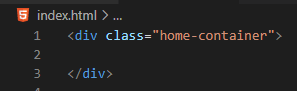 index.html > ...
1 <div class="home-container">
2
3 </div>